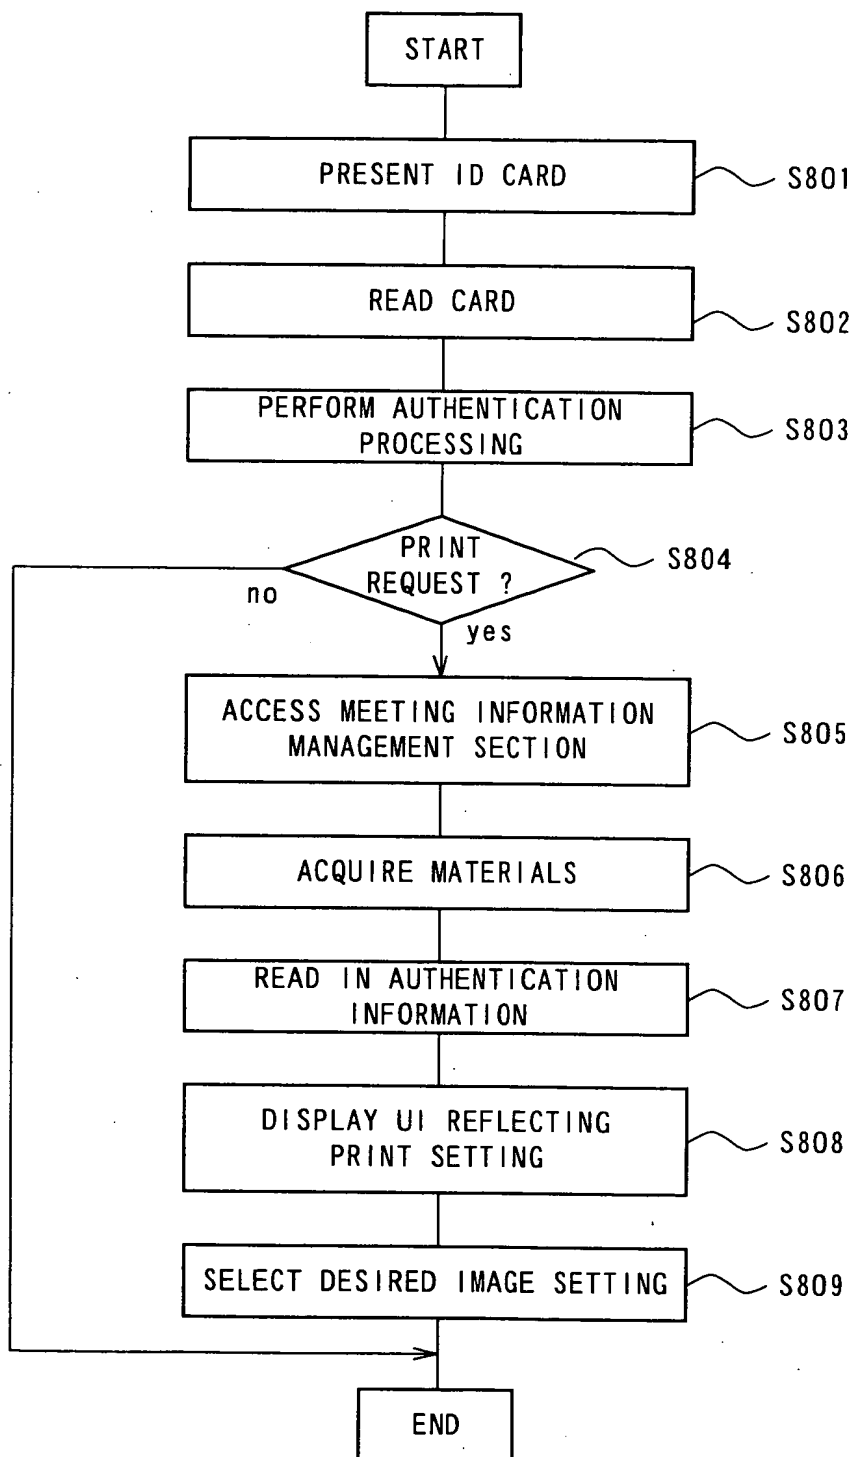 START
PRESENT ID CARD
S801
READ CARD
S802
PERFORM AUTHENTICATION
PROCESSING
S803
PRINT
REQUEST ?
S804
no
yes
ACCESS MEETING INFORMATION
MANAGEMENT SECTION
S805
ACQUIRE MATERIALS
S806
READ IN AUTHENTICATION
INFORMATION
S807
DISPLAY UI REFLECTING
PRINT SETTING
S808
SELECT DESIRED IMAGE SETTING
S809
END